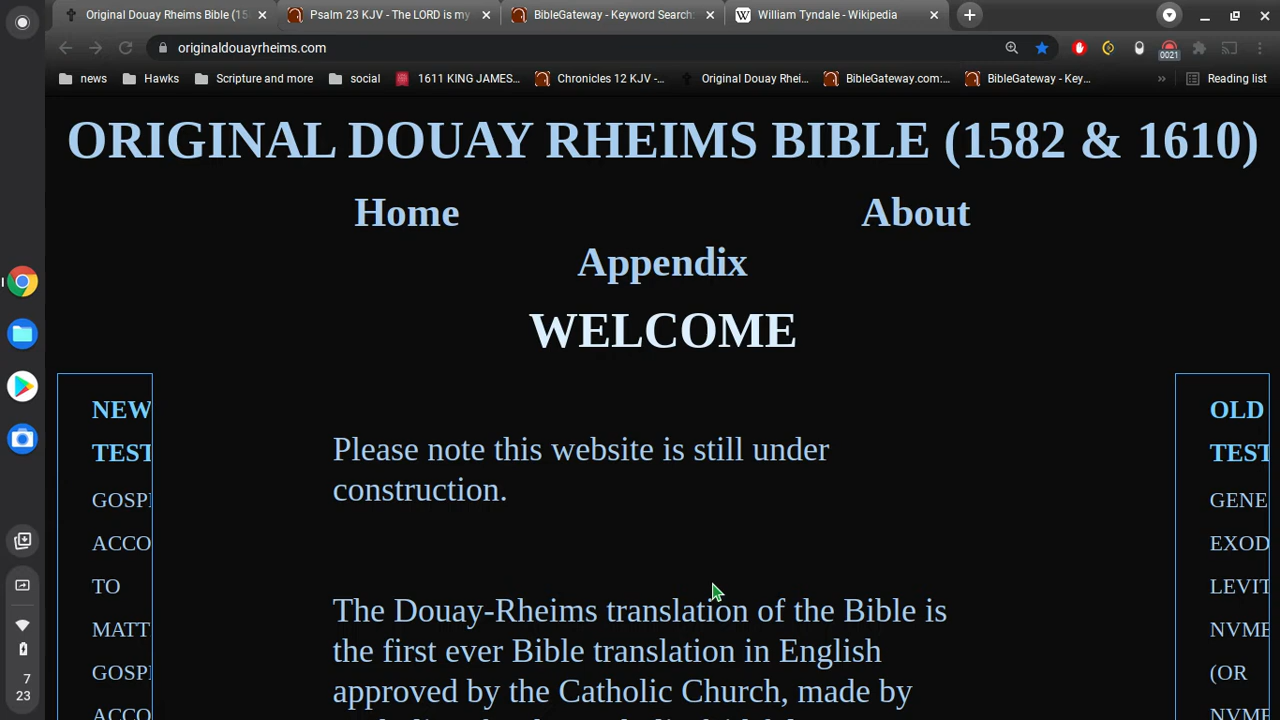 Original Douay Rheims Bible (15
Psalm 23 KJV - The LORD is my
BibleGateway - Keyword Search:
William Tyndale - Wikipedia
originaldouayrheims.com
0021
news
Hawks
Scripture and more
social
1611 KING JAMES...
Chronicles 12 KJV -...
Original Douay Rhei...
BibleGateway.com:...
BibleGateway - Key...
Reading list
ORIGINAL DOUAY RHEIMS BIBLE (1582 & 1610)
Home
About
Appendix
WELCOME
NEW
TEST
GOSP
ACCO
TO
MATT
GOSP
ACCO
Please note this website is still under
construction.
The Douay-Rheims translation of the Bible is
the first ever Bible translation in English
approved by the Catholic Church, made by
OLD
TEST
GENE
EXOD
LEVIT
NVME
(OR
NVME
7
23